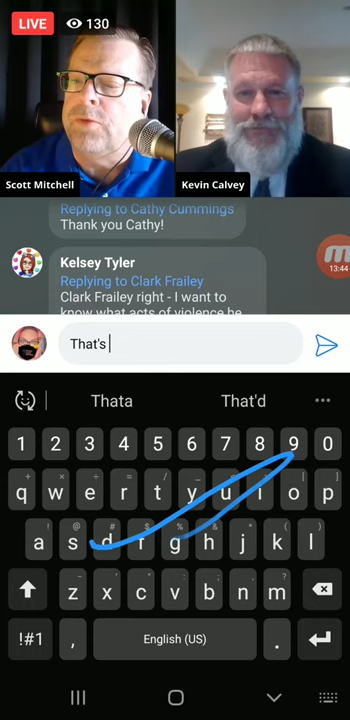 LIVE 130
Scott Mitchell
Kevin Calvey
Replying to Cathy Cummings
Thank you Cathy!
Kelsey Tyler
Replying to Clark Frailey
Clark Frailey right - I want to
know what acts of violence he
13:44
That's
Thata That'd
1 2 3 4 5 6 7 8 9 0
q w e r t y u i o p
a s d f g h j k l
z x c v b n m
!#1 , English (US) .